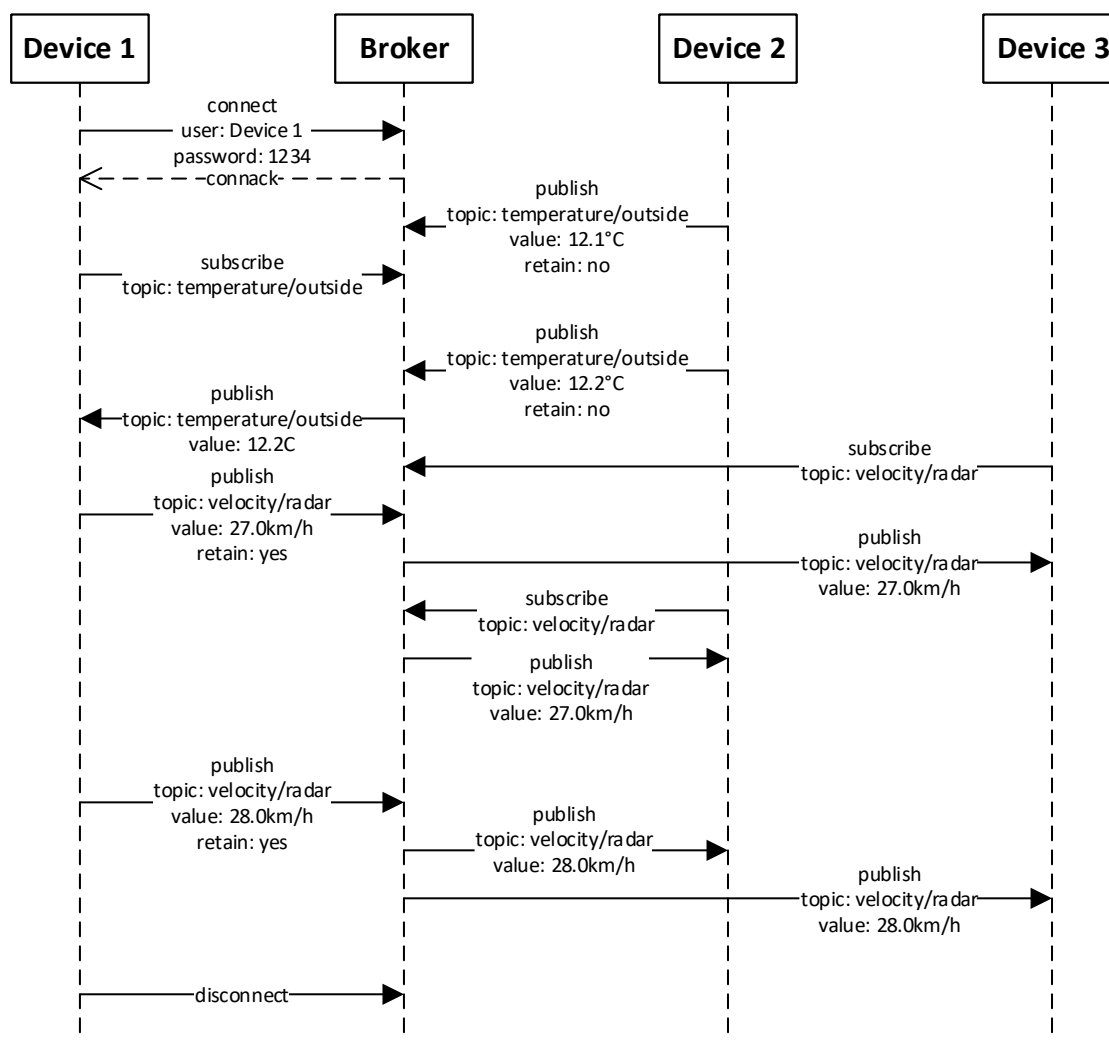 Device 1
Broker
Device 2
Device 3
connect
user: Device 1
password: 1234
connack
publish
topic: temperature/outside
value: 12.1°C
retain: no
subscribe
topic: temperature/outside
publish
topic: temperature/outside
value: 12.2°C
retain: no
publish
topic: temperature/outside
value: 12.2C
subscribe
topic: velocity/radar
publish
topic: velocity/radar
value: 27.0km/h
retain: yes
publish
topic: velocity/radar
value: 27.0km/h
subscribe
topic: velocity/radar
publish
topic: velocity/radar
value: 27.0km/h
publish
topic: velocity/radar
value: 28.0km/h
retain: yes
publish
topic: velocity/radar
value: 28.0km/h
publish
topic: velocity/radar
value: 28.0km/h
disconnect